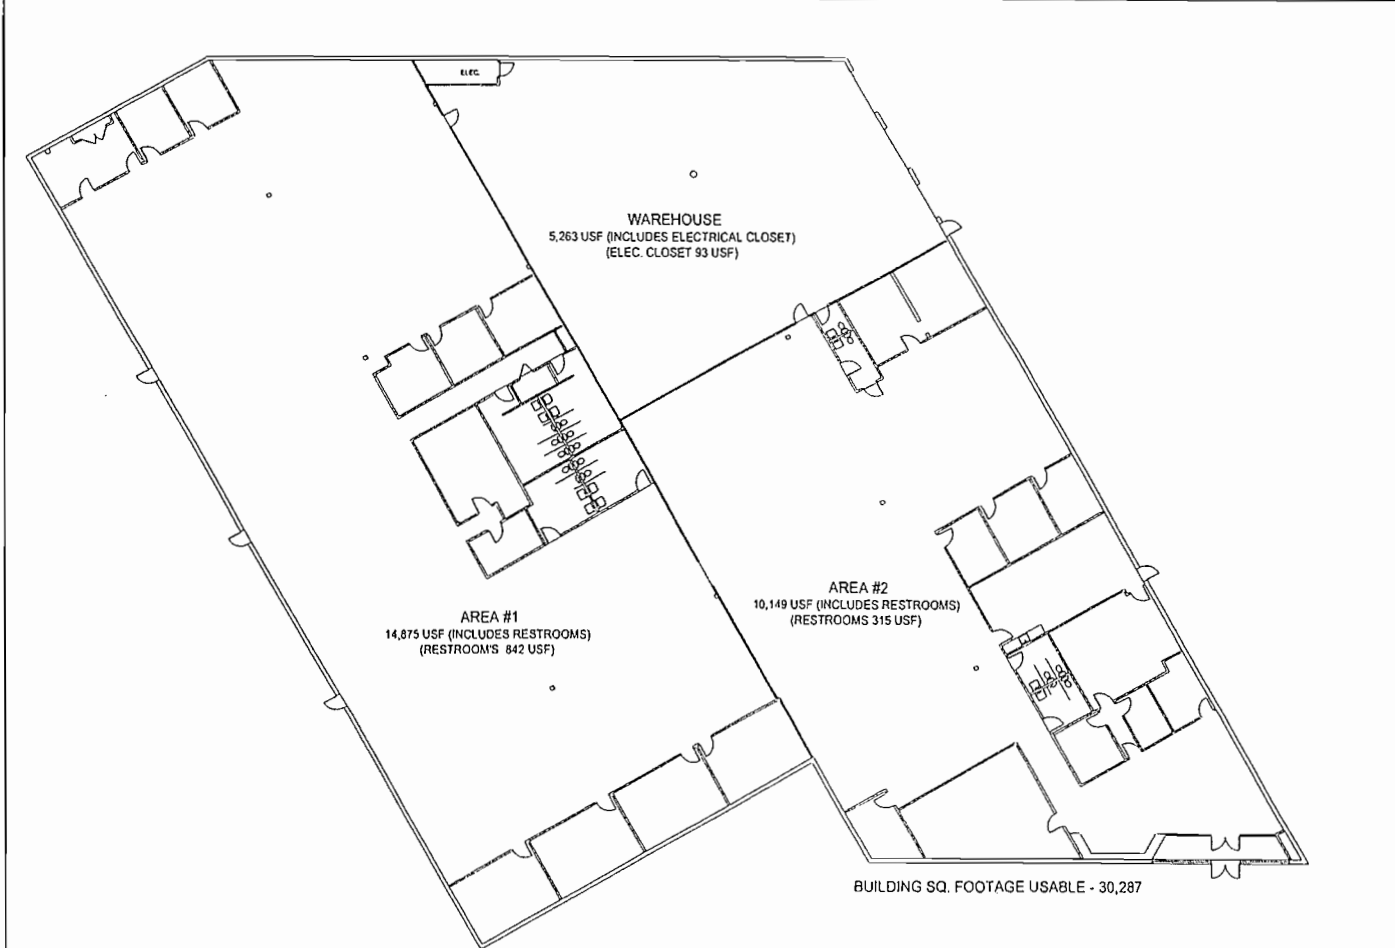 ELEC.
WAREHOUSE
5,263 USF (INCLUDES ELECTRICAL CLOSET)
(ELEC. CLOSET 93 USF)
AREA #2
10,149 USF (INCLUDES RESTROOMS)
(RESTROOMS 315 USF)
AREA #1
14,875 USF (INCLUDES RESTROOMS)
(RESTROOM'S 842 USF)
BUILDING SQ. FOOTAGE USABLE - 30,287